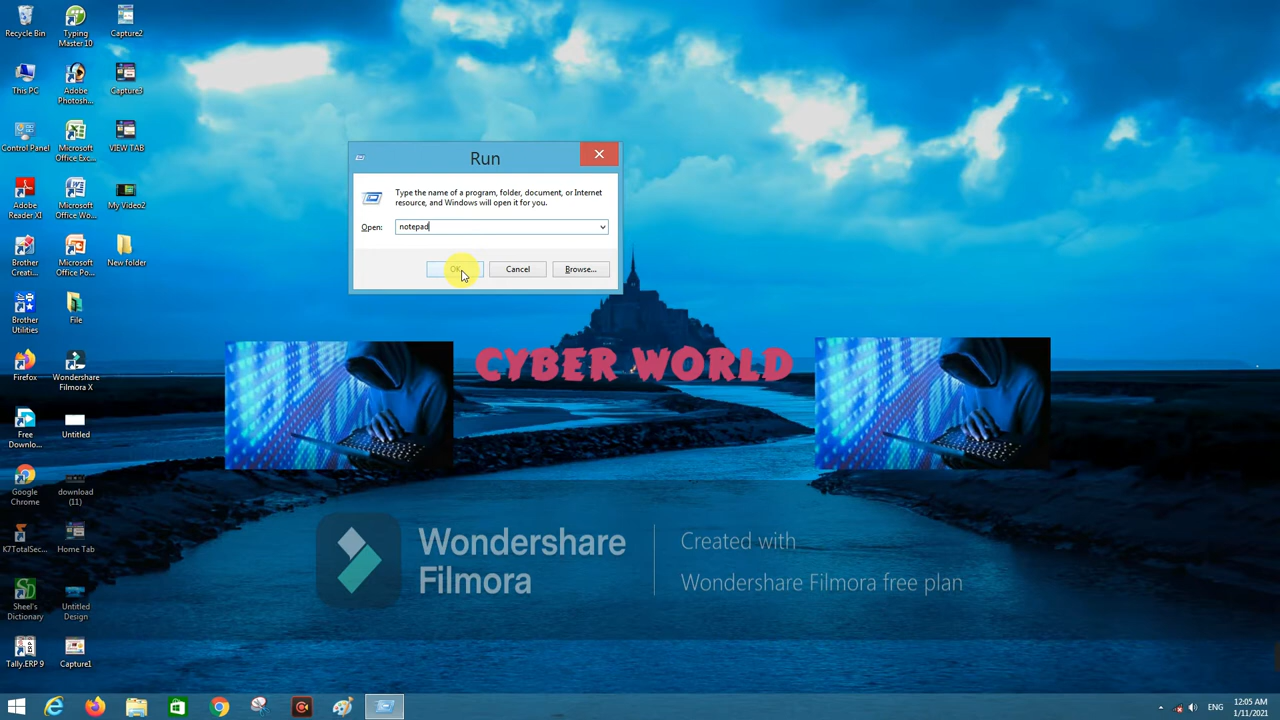 Recycle Bin
Typing
Master 10
Capture2
This PC
Adobe
Photosh...
Capture3
Control Panel
Microsoft
Office Exc...
VIEW TAB
Adobe
Reader XI
Microsoft
Office Wo...
My Video2
Brother
Creati...
Microsoft
Office Po...
New folder
Brother
Utilities
File
Firefox
Wondershare
Filmora X
Free
Downlo...
Untitled
Google
Chrome
download
(11)
K7TotalSec...
Home Tab
Sheel's
Dictionary
Untitled
Design
Tally.ERP 9
Capture1
Run
Type the name of a program, folder, document, or Internet
resource, and Windows will open it for you.
Open: notepad
OK Cancel Browse...
CYBER WORLD
Wondershare
Filmora
Created with
Wondershare Filmora free plan
ENG
12:05 AM
1/11/2021